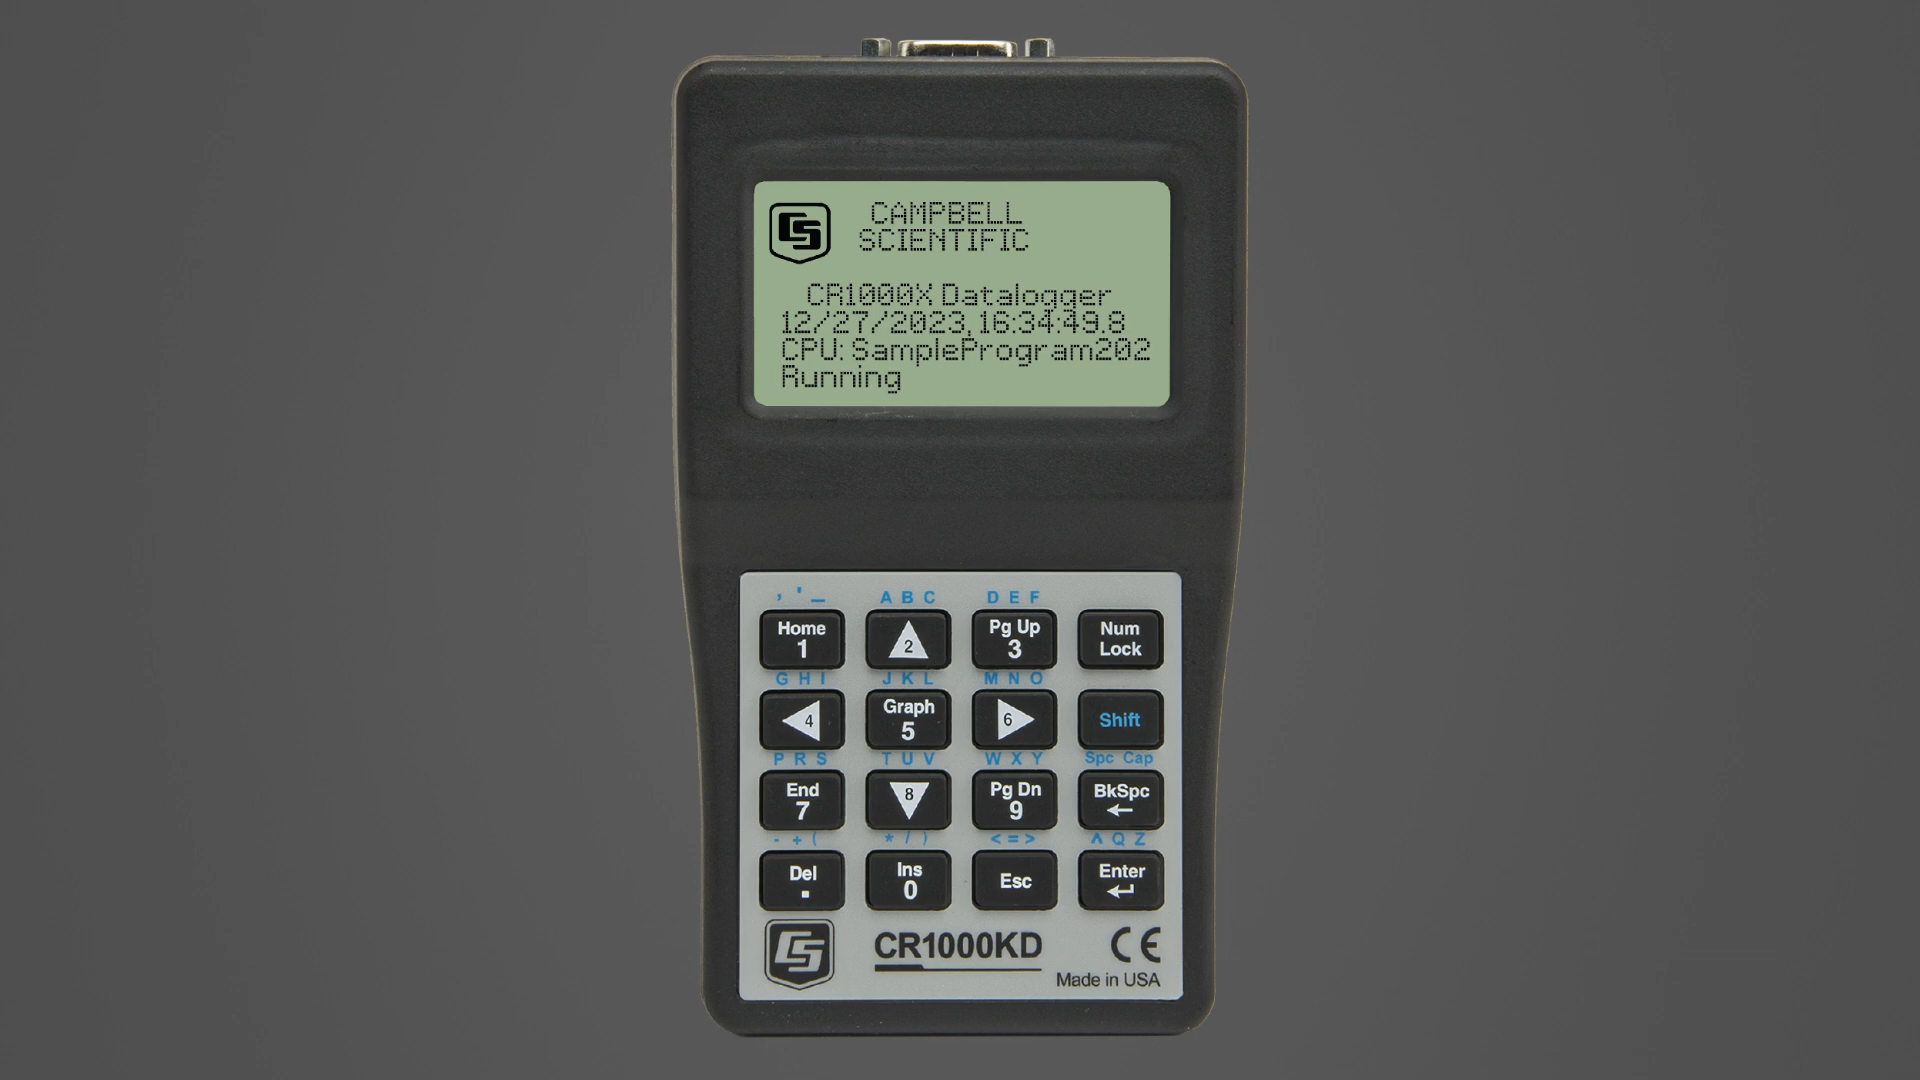 CS CAMPBELL
SCIENTIFIC
CR1000X Datalogger
12/27/2023, 16:34:49.8
CPU: SampleProgram202
Running
, ' _ A B C D E F
Home 1 2 Pg Up 3 Num Lock
G H I J K L M N O
4 Graph 5 6 Shift
P R S T U V W X Y Spc Cap
End 7 8 Pg Dn 9 BkSpc ←
- + ( * / ) < = > ^ Q Z
Del . Ins 0 Esc Enter ↵
CS CR1000KD CE
Made in USA